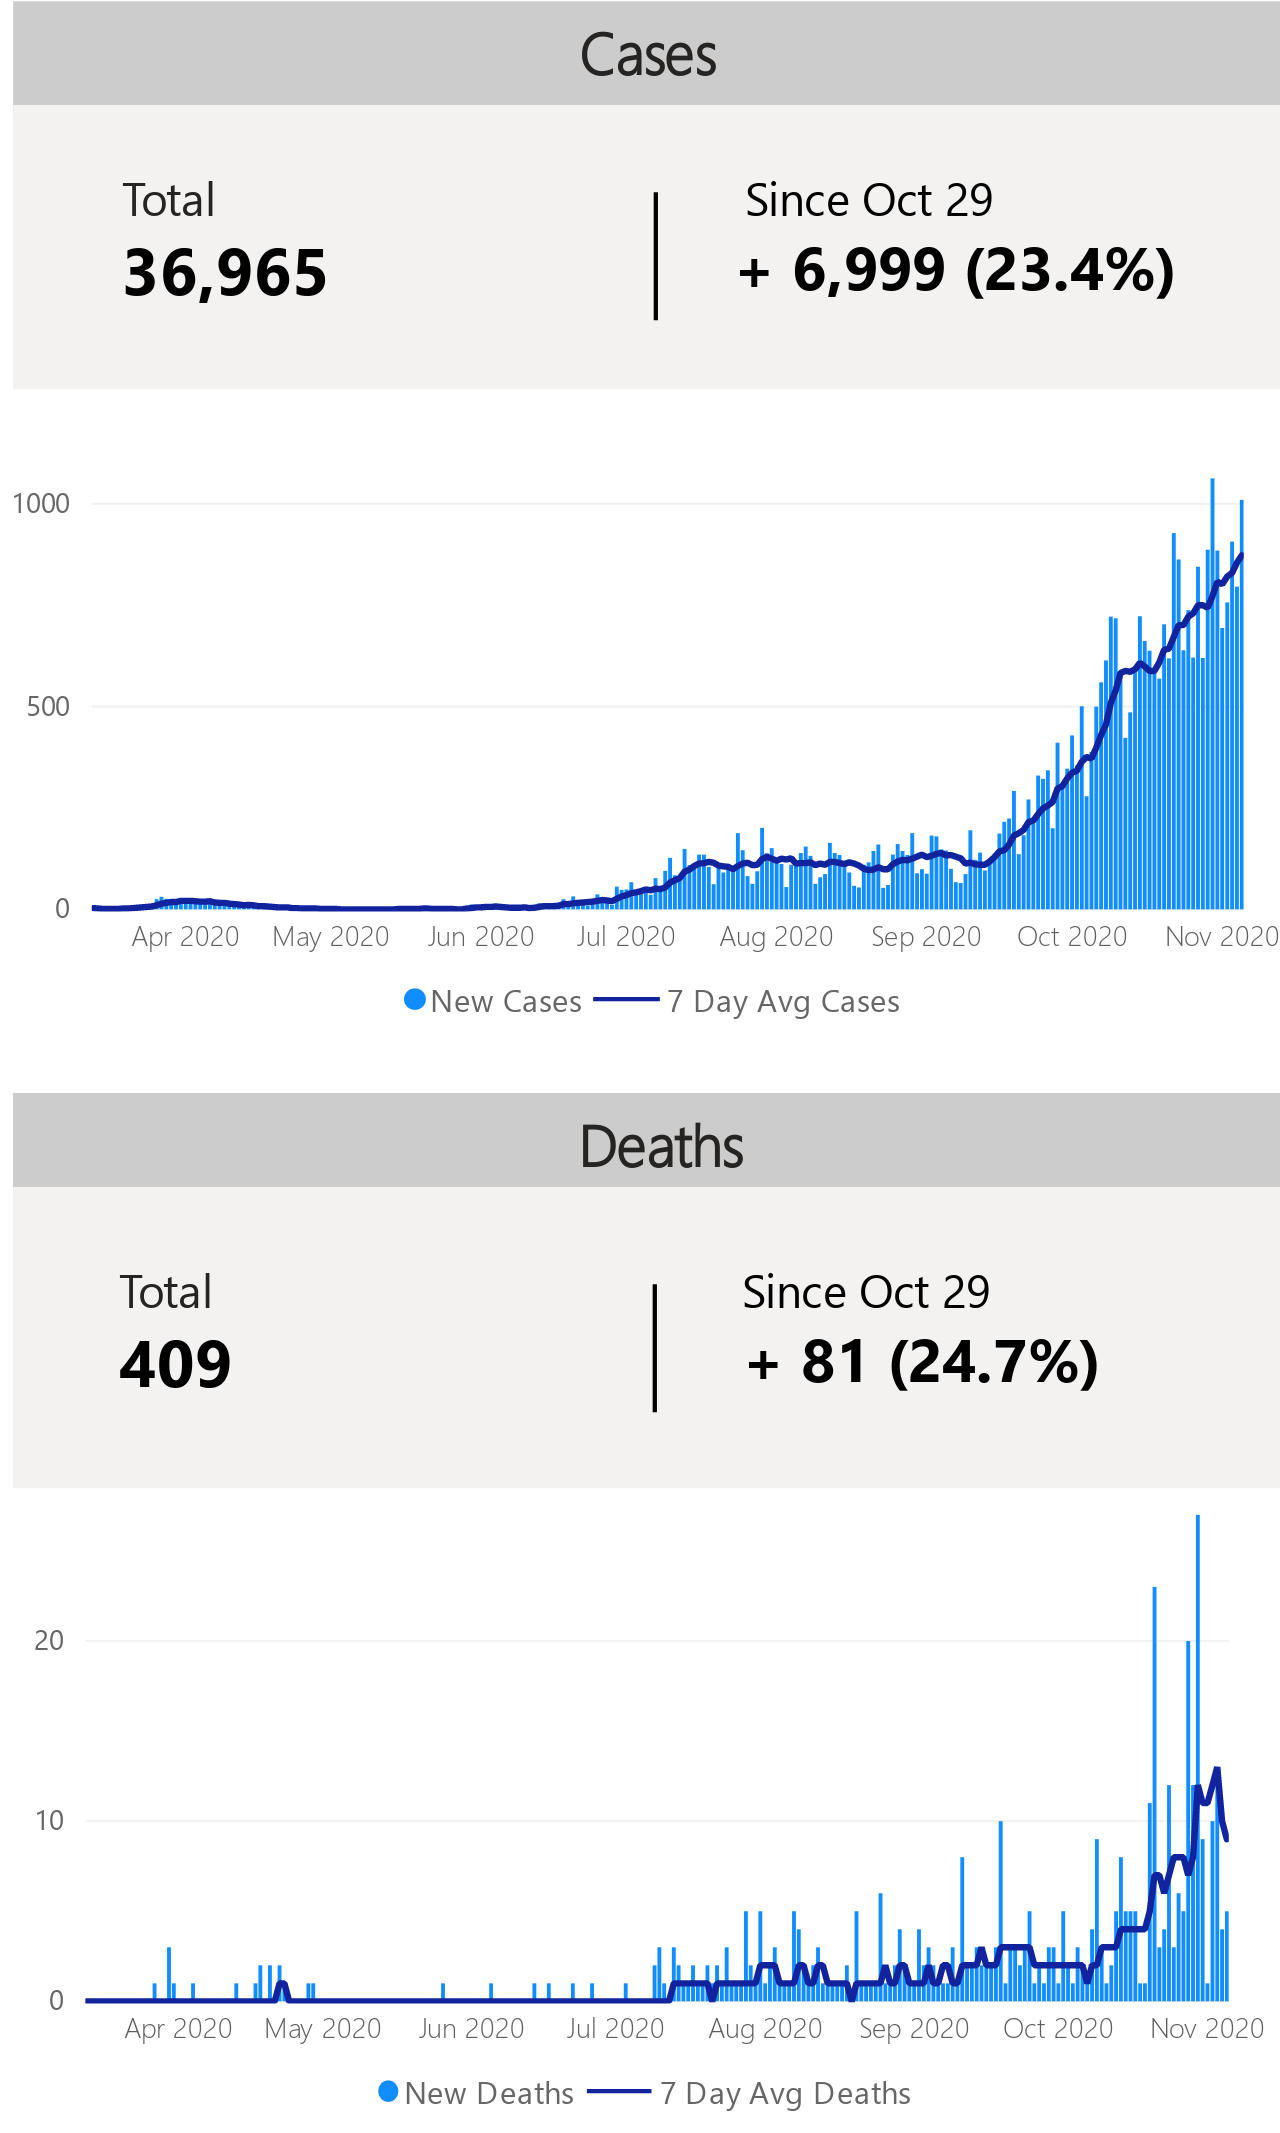 Cases
Total
36,965
Since Oct 29
+ 6,999 (23.4%)
1000
500
0
Apr 2020 May 2020 Jun 2020 Jul 2020 Aug 2020 Sep 2020 Oct 2020 Nov 2020
New Cases 7 Day Avg Cases
Deaths
Total
409
Since Oct 29
+ 81 (24.7%)
20
10
0
Apr 2020 May 2020 Jun 2020 Jul 2020 Aug 2020 Sep 2020 Oct 2020 Nov 2020
New Deaths 7 Day Avg Deaths